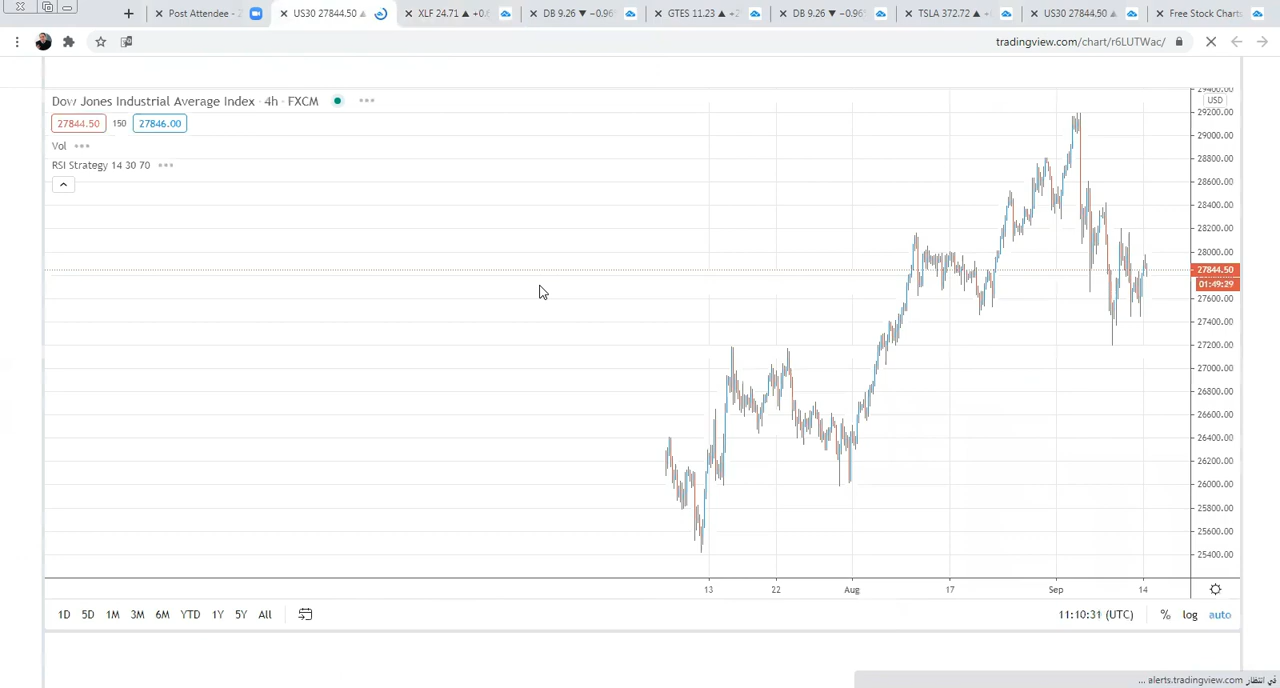 Post Attendee - Z
US30 27844.50 ▲
XLF 24.71 ▲ +0.
DB 9.26 ▼ −0.96
GTES 11.23 ▲ +2
DB 9.26 ▼ −0.96
TSLA 372.72 ▲
US30 27844.50 ▲
Free Stock Charts
tradingview.com/chart/r6LUTWac/
Dow Jones Industrial Average Index · 4h · FXCM
27844.50 150 27846.00
Vol
RSI Strategy 14 30 70
29400.00
USD
29200.00
29000.00
28800.00
28600.00
28400.00
28200.00
28000.00
27844.50
01:49:29
27600.00
27400.00
27200.00
27000.00
26800.00
26600.00
26400.00
26200.00
26000.00
25800.00
25600.00
25400.00
13 22 Aug 17 Sep 14
1D 5D 1M 3M 6M YTD 1Y 5Y All 11:10:31 (UTC) % log auto
في انتظار alerts.tradingview.com ...